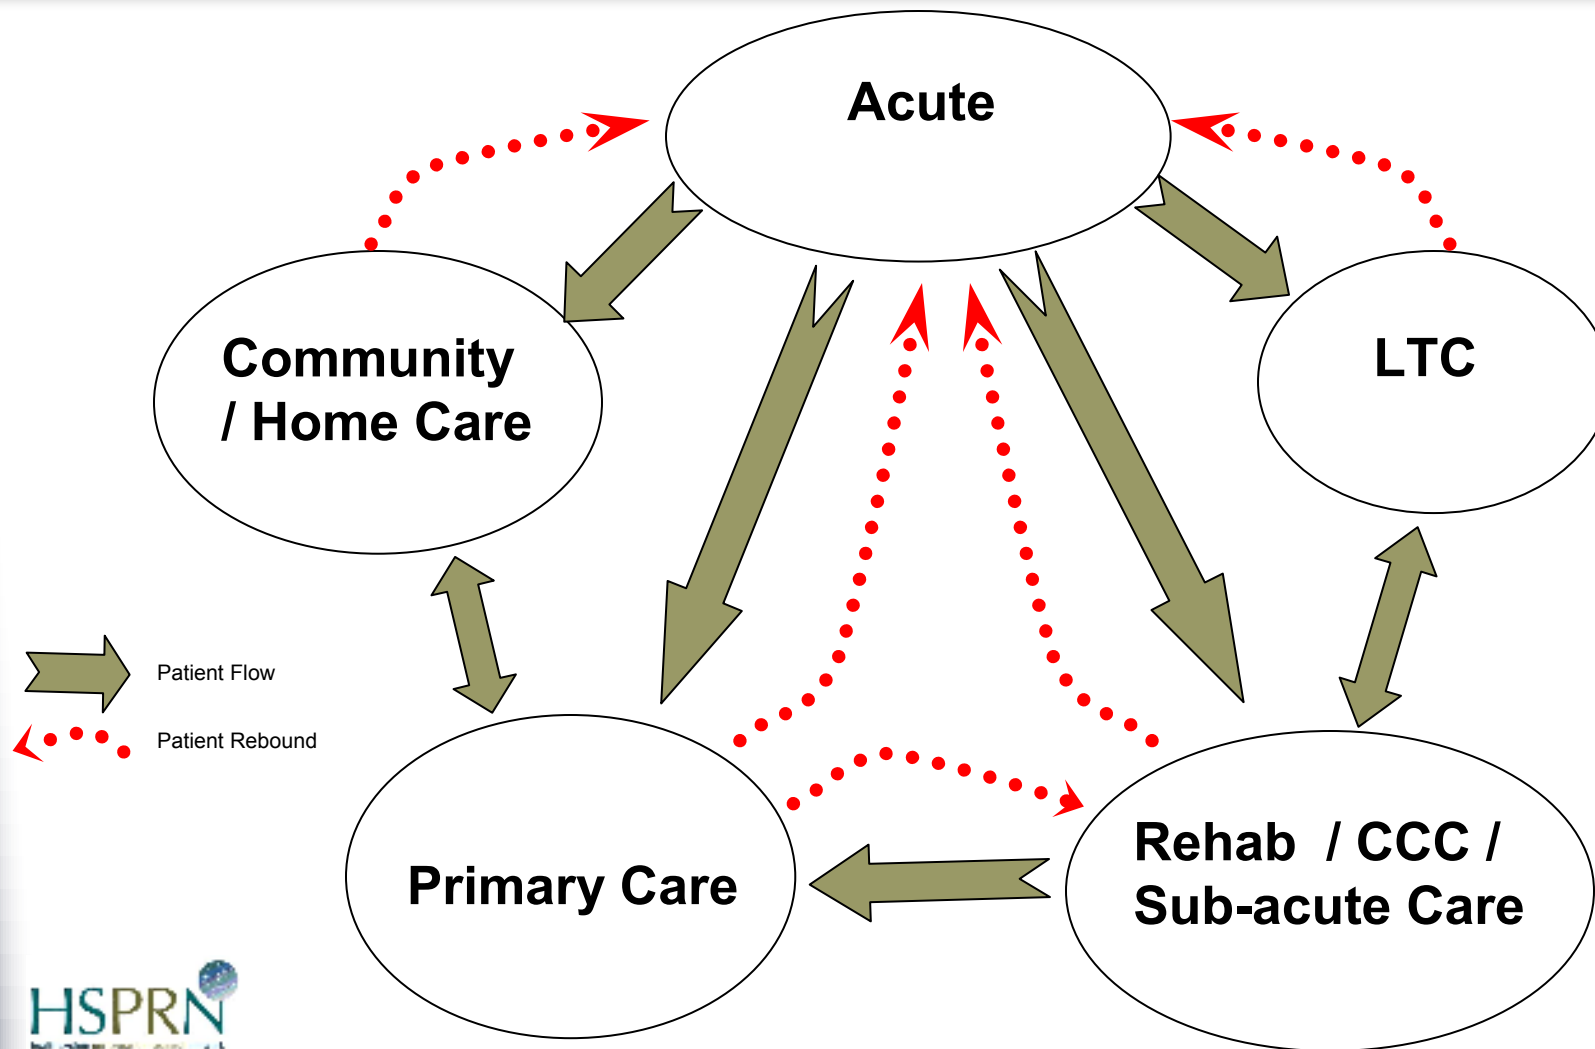 Acute
Community
/ Home Care
LTC
Patient Flow
Patient Rebound
Primary Care
Rehab / CCC /
Sub-acute Care
HSPRN